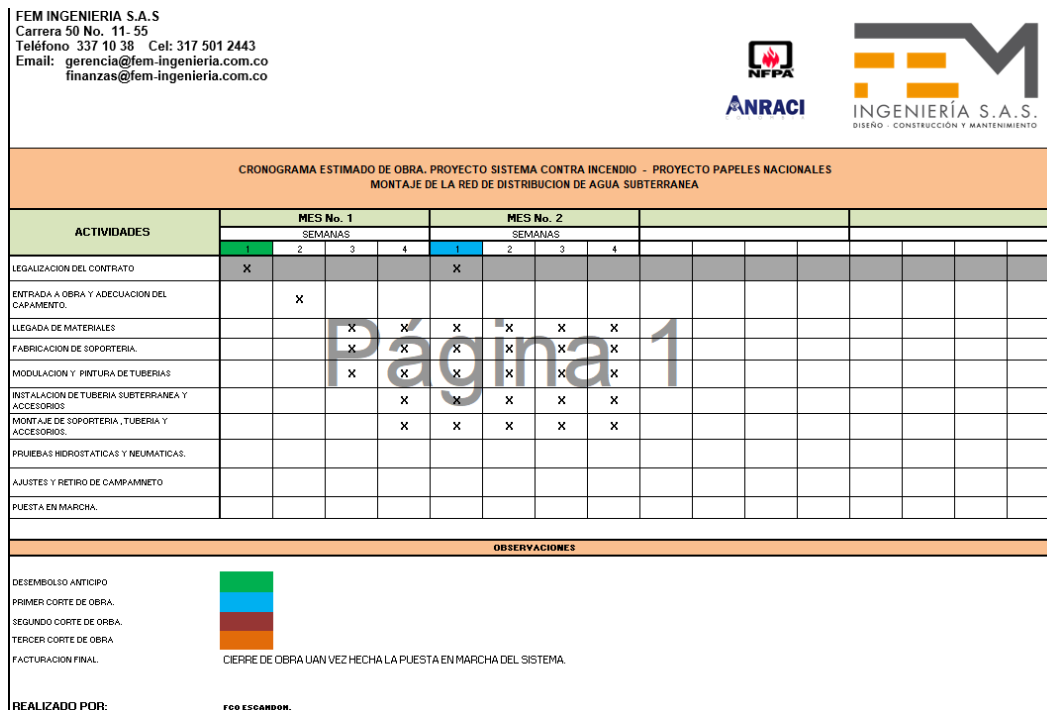 FEM INGENIERIA S.A.S
Carrera 50 No. 11- 55
Teléfono 337 10 38 Cel: 317 501 2443
Email: gerencia@fem-ingenieria.com.co
finanzas@fem-ingenieria.com.co
NFPA
ANRACI
COLOMBIA
FEM
INGENIERÍA S.A.S.
DISEÑO - CONSTRUCCIÓN Y MANTENIMIENTO
CRONOGRAMA ESTIMADO DE OBRA. PROYECTO SISTEMA CONTRA INCENDIO - PROYECTO PAPELES NACIONALES
MONTAJE DE LA RED DE DISTRIBUCION DE AGUA SUBTERRANEA
ACTIVIDADES MES No. 1 MES No. 2
SEMANAS SEMANAS
1 2 3 4 1 2 3 4
LEGALIZACION DEL CONTRATO X X
ENTRADA A OBRA Y ADECUACION DEL
CAPAMENTO. X
LLEGADA DE MATERIALES X X X X X X
FABRICACION DE SOPORTERIA. X X X X X X
MODULACION Y PINTURA DE TUBERIAS X X X X X X
INSTALACION DE TUBERIA SUBTERRANEA Y
ACCESORIOS X X X X X
MONTAJE DE SOPORTERIA , TUBERIA Y
ACCESORIOS. X X X X X
PRUIEBAS HIDROSTATICAS Y NEUMATICAS.
AJUSTES Y RETIRO DE CAMPAMNETO
PUESTA EN MARCHA.
Página 1
OBSERVACIONES
DESEMBOLSO ANTICIPO
PRIMER CORTE DE OBRA.
SEGUNDO CORTE DE ORBA.
TERCER CORTE DE OBRA
FACTURACION FINAL. CIERRE DE OBRA UAN VEZ HECHA LA PUESTA EN MARCHA DEL SISTEMA.
REALIZADO POR: FCO ESCANDON.